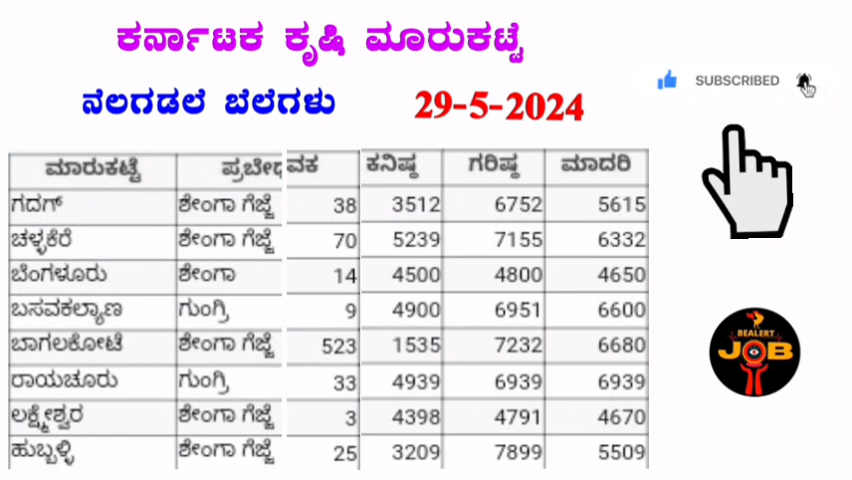 ಕರ್ನಾಟಕ ಕೃಷಿ ಮಾರುಕಟ್ಟೆ
ನೆಲಗಡಲೆ ಬೆಲೆಗಳು 29-5-2024
SUBSCRIBED
ಮಾರುಕಟ್ಟೆ ಪ್ರಬೇಧ ವಕ ಕನಿಷ್ಠ ಗರಿಷ್ಠ ಮಾದರಿ
ಗದಗ್ ಶೇಂಗಾ ಗೆಜ್ಜೆ 38 3512 6752 5615
ಚಳ್ಳಕೆರೆ ಶೇಂಗಾ ಗೆಜ್ಜೆ 70 5239 7155 6332
ಬೆಂಗಳೂರು ಶೇಂಗಾ 14 4500 4800 4650
ಬಸವಕಲ್ಯಾಣ ಗುಂಗ್ರಿ 9 4900 6951 6600
ಬಾಗಲಕೋಟೆ ಶೇಂಗಾ ಗೆಜ್ಜೆ 523 1535 7232 6680
ರಾಯಚೂರು ಗುಂಗ್ರಿ 33 4939 6939 6939
ಲಕ್ಷ್ಮೇಶ್ವರ ಶೇಂಗಾ ಗೆಜ್ಜೆ 3 4398 4791 4670
ಹುಬ್ಬಳ್ಳಿ ಶೇಂಗಾ ಗೆಜ್ಜೆ 25 3209 7899 5509
BEALERT
JOB